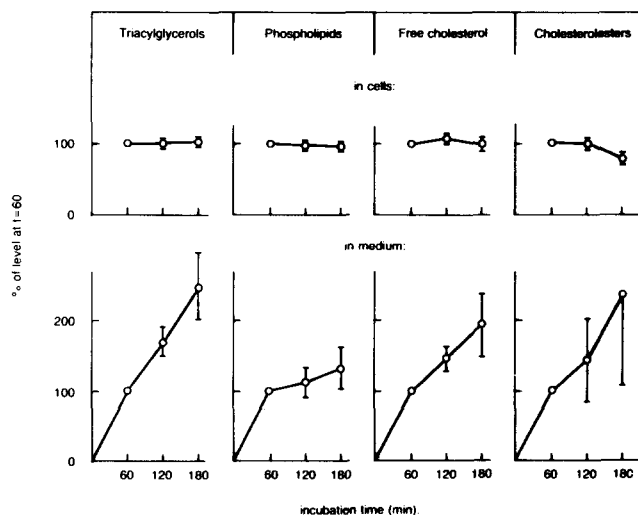 Triacylglycerols Phospholipids Free cholesterol Cholesterolesters
in cells:
100
0
in medium:
% of level at t=60
200
100
0
60 120 180 60 120 180 60 120 180 60 120 180
incubation time (min).